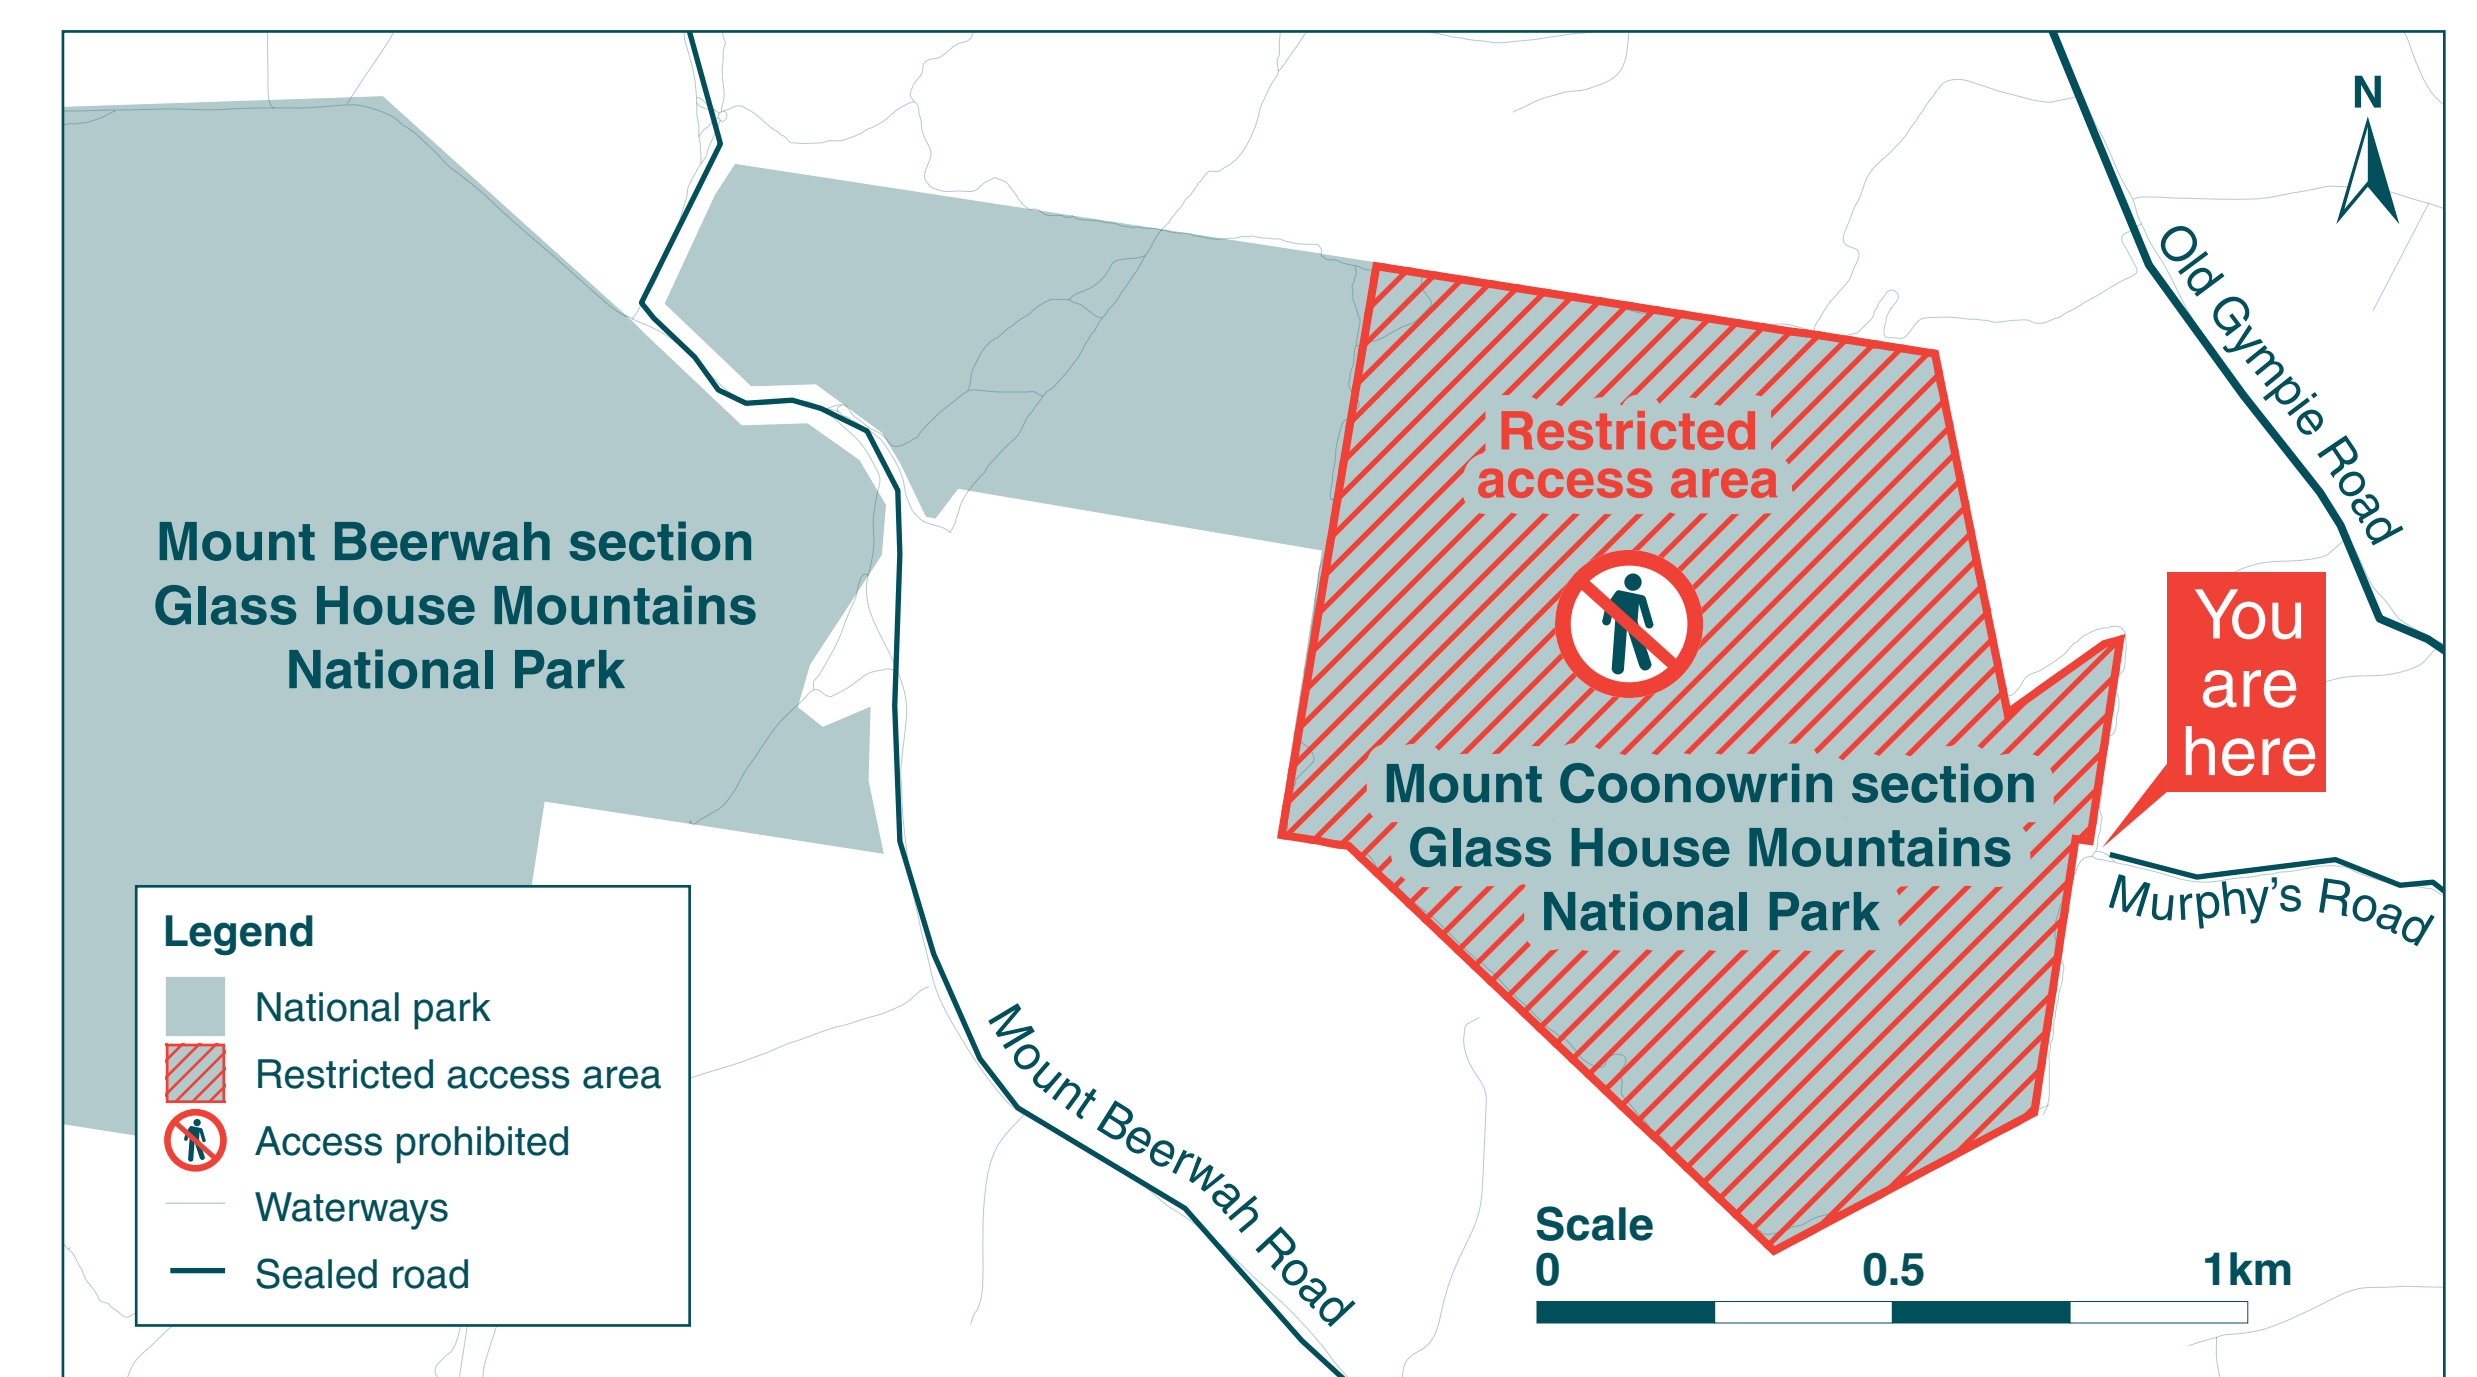 N
Old Gympie Road
Restricted
access area
Mount Beerwah section
Glass House Mountains
National Park
You
are
here
Mount Coonowrin section
Glass House Mountains
National Park
Murphy's Road
Legend
National park
Restricted access area
Access prohibited
Waterways
Sealed road
Mount Beerwah Road
Scale
0 0.5 1km